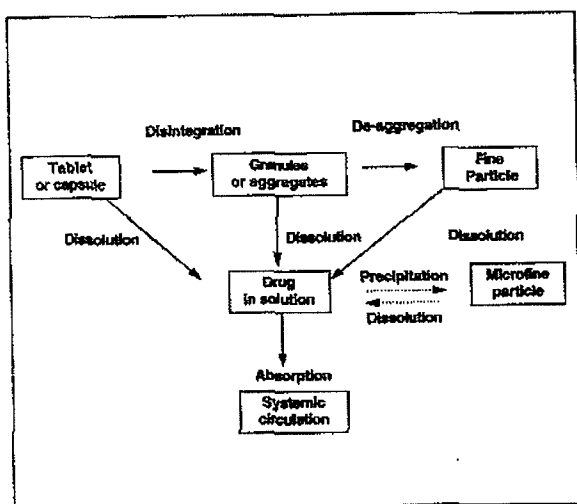 Disintegration
De-aggregation
Tablet
or capsule
Granules
or aggregates
Fine
Particle
Dissolution
Dissolution
Dissolution
Drug
in solution
Precipitation
Dissolution
Microfine
particle
Absorption
Systemic
circulation